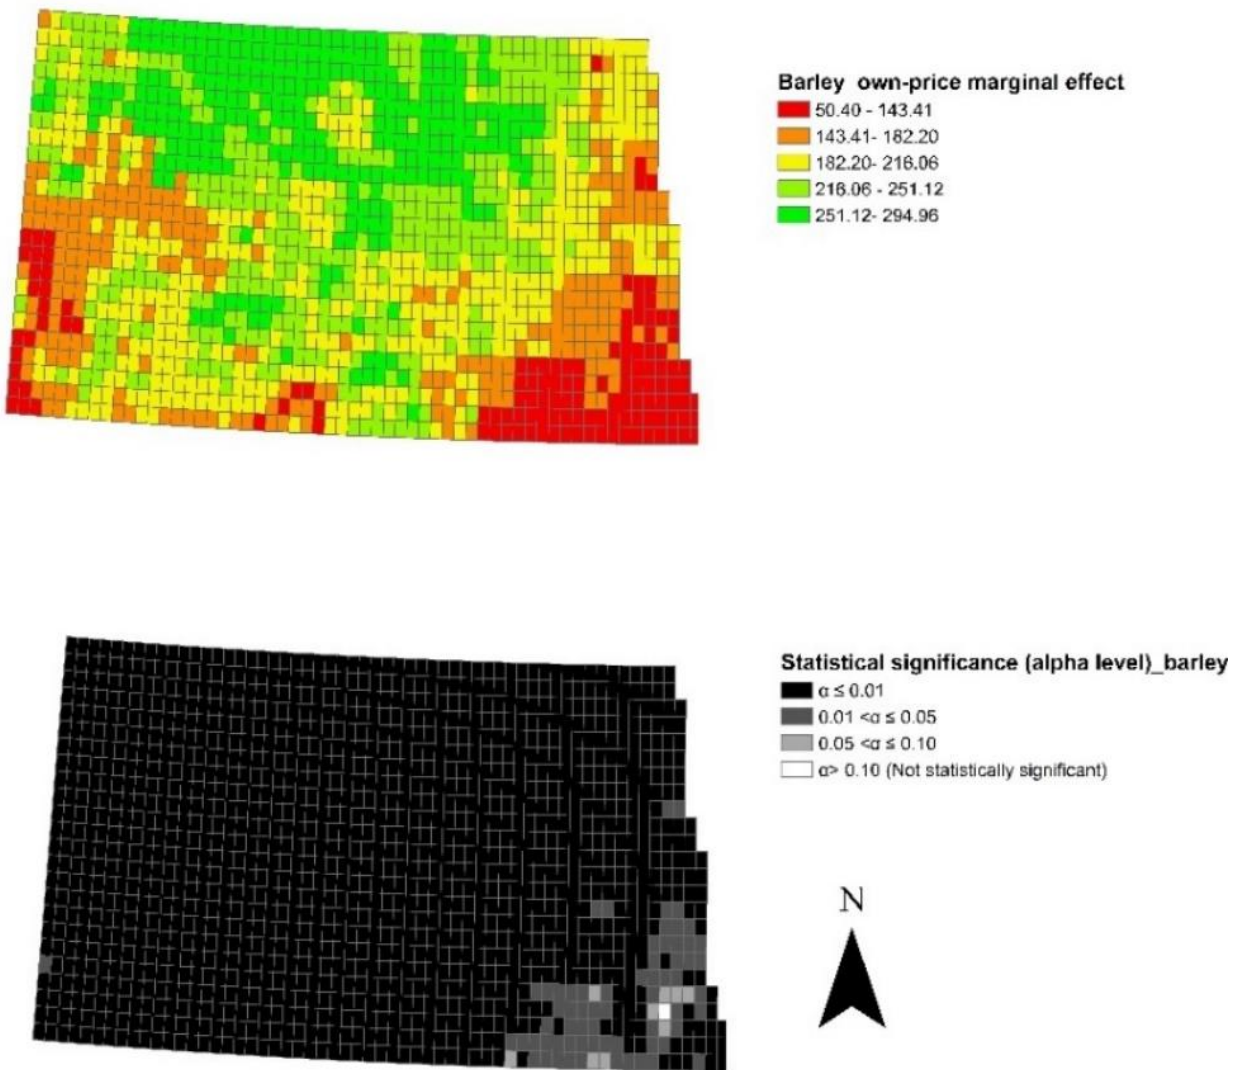 Barley own-price marginal effect
50.40 - 143.41
143.41- 182.20
182.20- 216.06
216.06 - 251.12
251.12- 294.96
Statistical significance (alpha level)_barley
α ≤ 0.01
0.01 <α ≤ 0.05
0.05 <α ≤ 0.10
α> 0.10 (Not statistically significant)
N